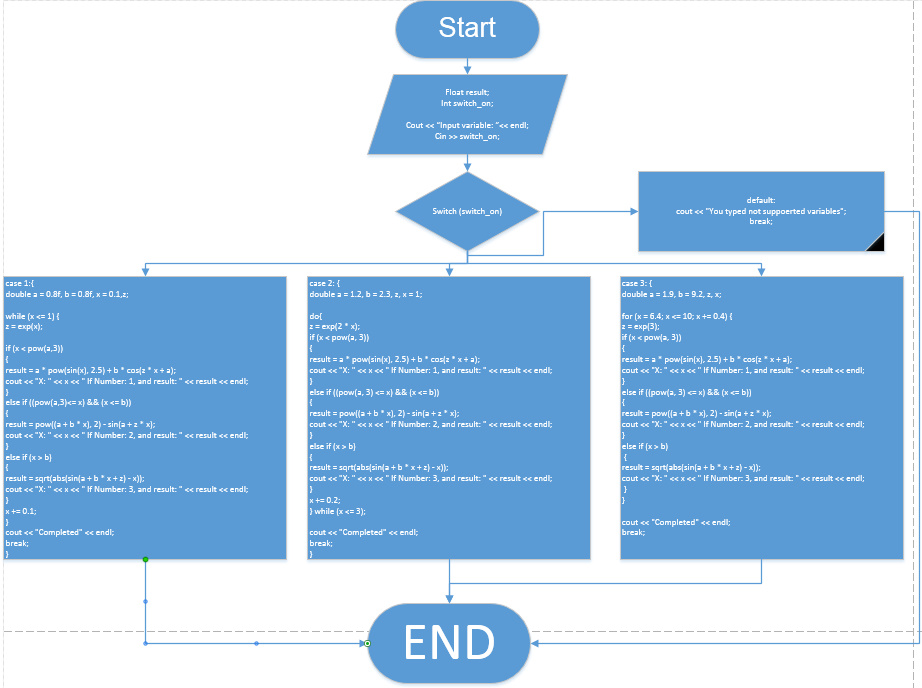 Start
Float result;
Int switch_on;
Cout << "Input variable: "<< endl;
Cin >> switch_on;
Switch (switch_on)
default:
cout << "You typed not suppoerted variables";
break;
case 1:{
double a = 0.8f, b = 0.8f, x = 0.1,z;
while (x <= 1) {
z = exp(x);
if (x < pow(a,3))
{
result = a * pow(sin(x), 2.5) + b * cos(z * x + a);
cout << "X: " << x << " If Number: 1, and result: " << result << endl;
}
else if ((pow(a,3)<= x) && (x <= b))
{
result = pow((a + b * x), 2) - sin(a + z * x);
cout << "X: " << x << " If Number: 2, and result: " << result << endl;
}
else if (x > b)
{
result = sqrt(abs(sin(a + b * x + z) - x));
cout << "X: " << x << " If Number: 3, and result: " << result << endl;
}
x += 0.1;
}
cout << "Completed" << endl;
break;
}
case 2: {
double a = 1.2, b = 2.3, z, x = 1;
do{
z = exp(2 * x);
if (x < pow(a, 3))
{
result = a * pow(sin(x), 2.5) + b * cos(z * x + a);
cout << "X: " << x << " If Number: 1, and result: " << result << endl;
}
else if ((pow(a, 3) <= x) && (x <= b))
{
result = pow((a + b * x), 2) - sin(a + z * x);
cout << "X: " << x << " If Number: 2, and result: " << result << endl;
}
else if (x > b)
{
result = sqrt(abs(sin(a + b * x + z) - x));
cout << "X: " << x << " If Number: 3, and result: " << result << endl;
}
x += 0.2;
} while (x <= 3);
cout << "Completed" << endl;
break;
}
case 3: {
double a = 1.9, b = 9.2, z, x;
for (x = 6.4; x <= 10; x += 0.4) {
z = exp(3);
if (x < pow(a, 3))
{
result = a * pow(sin(x), 2.5) + b * cos(z * x + a);
cout << "X: " << x << " If Number: 1, and result: " << result << endl;
}
else if ((pow(a, 3) <= x) && (x <= b))
{
result = pow((a + b * x), 2) - sin(a + z * x);
cout << "X: " << x << " If Number: 2, and result: " << result << endl;
}
else if (x > b)
{
result = sqrt(abs(sin(a + b * x + z) - x));
cout << "X: " << x << " If Number: 3, and result: " << result << endl;
}
}
cout << "Completed" << endl;
break;
END